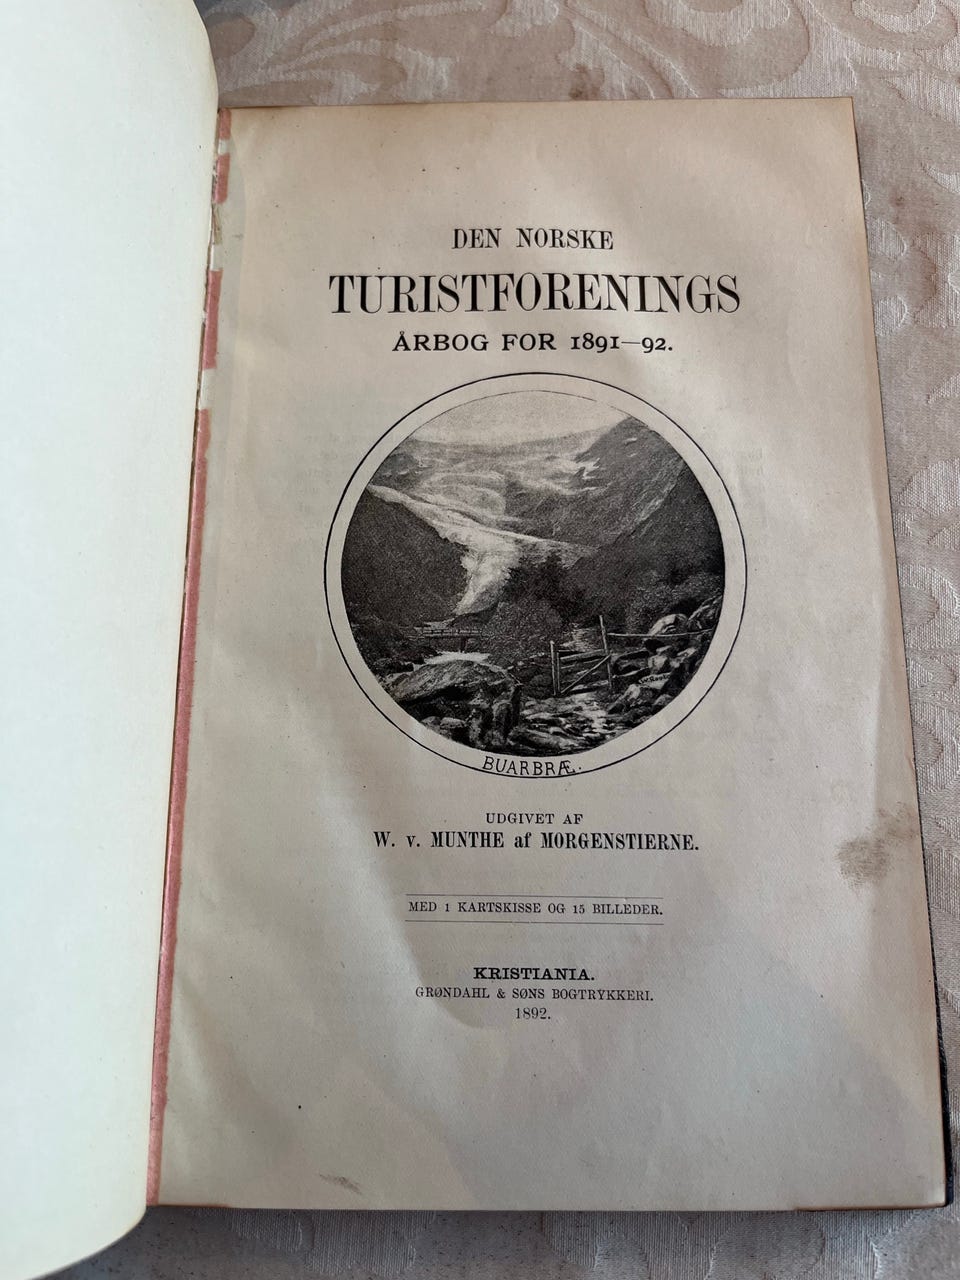 DEN NORSKE
TURISTFORENINGS
ÅRBOG FOR 1891—92.
BUARBRÆ.
UDGIVET AF
W. v. MUNTHE af MORGENSTIERNE.
MED 1 KARTSKISSE OG 15 BILLEDER.
KRISTIANIA.
GRØNDAHL & SØNS BOGTRYKKERI.
1892.